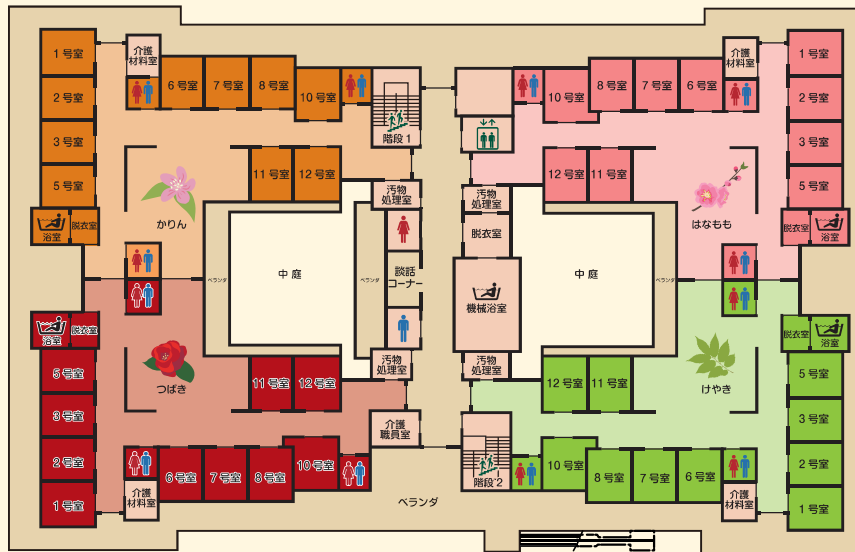 1号室
2号室
3号室
5号室
浴室
脱衣室
介護
材料室
6号室
7号室
8号室
10号室
11号室
12号室
階段1
かりん
汚物
処理室
ベランダ
中庭
ベランダ
談話
コーナー
汚物
処理室
脱衣室
機械浴室
汚物
処理室
中庭
10号室
8号室
7号室
6号室
介護
材料室
12号室
11号室
はなもも
1号室
2号室
3号室
5号室
脱衣室
浴室
浴室
脱衣室
5号室
3号室
2号室
1号室
つばき
11号室
12号室
汚物
処理室
介護
職員室
介護
材料室
6号室
7号室
8号室
10号室
ベランダ
階段2
12号室
11号室
けやき
10号室
8号室
7号室
6号室
介護
材料室
脱衣室
浴室
5号室
3号室
2号室
1号室